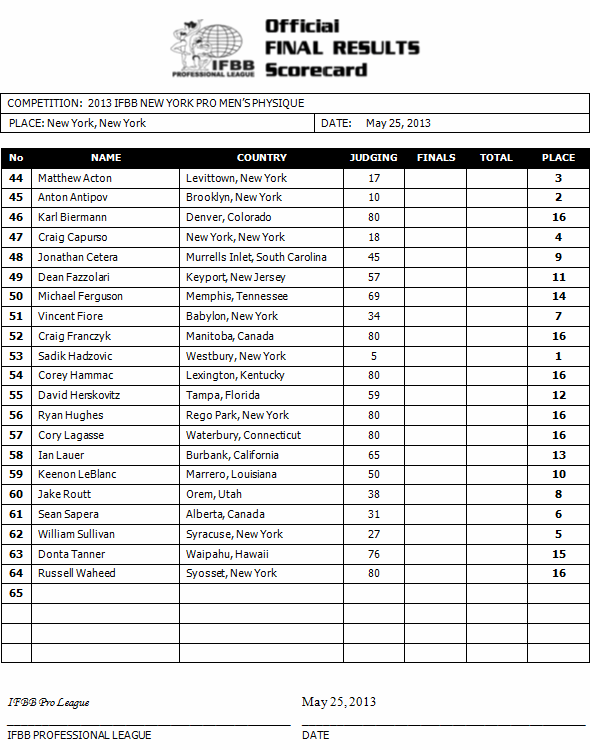 Official
FINAL RESULTS
Scorecard
IFBB
PROFESSIONAL LEAGUE
COMPETITION: 2013 IFBB NEW YORK PRO MEN'S PHYSIQUE
PLACE: New York, New York DATE: May 25, 2013
No NAME COUNTRY JUDGING FINALS TOTAL PLACE
44 Matthew Acton Levittown, New York 17 3
45 Anton Antipov Brooklyn, New York 10 2
46 Karl Biermann Denver, Colorado 80 16
47 Craig Capurso New York, New York 18 4
48 Jonathan Cetera Murrells Inlet, South Carolina 45 9
49 Dean Fazzolari Keyport, New Jersey 57 11
50 Michael Ferguson Memphis, Tennessee 69 14
51 Vincent Fiore Babylon, New York 34 7
52 Craig Franczyk Manitoba, Canada 80 16
53 Sadik Hadzovic Westbury, New York 5 1
54 Corey Hammac Lexington, Kentucky 80 16
55 David Herskovitz Tampa, Florida 59 12
56 Ryan Hughes Rego Park, New York 80 16
57 Cory Lagasse Waterbury, Connecticut 80 16
58 Ian Lauer Burbank, California 65 13
59 Keenon LeBlanc Marrero, Louisiana 50 10
60 Jake Routt Orem, Utah 38 8
61 Sean Sapera Alberta, Canada 31 6
62 William Sullivan Syracuse, New York 27 5
63 Donta Tanner Waipahu, Hawaii 76 15
64 Russell Waheed Syosset, New York 80 16
65
IFBB Pro League May 25, 2013
IFBB PROFESSIONAL LEAGUE DATE